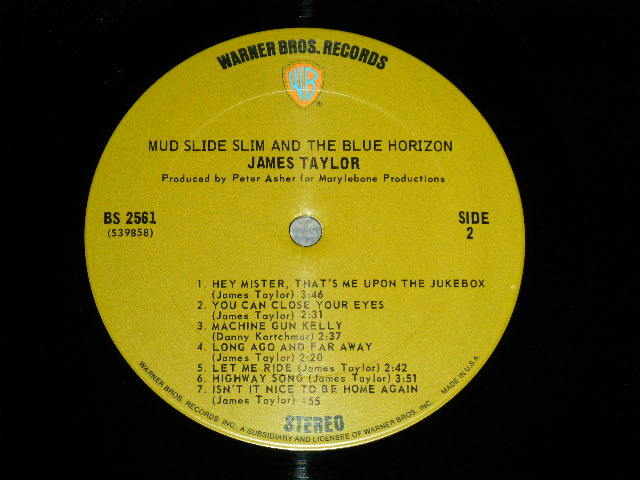 WARNER BROS. RECORDS
WB
®
MUD SLIDE SLIM AND THE BLUE HORIZON
JAMES TAYLOR
Produced by Peter Asher for Marylebone Productions
BS 2561
(S39858)
SIDE
2
1. HEY MISTER, THAT'S ME UPON THE JUKEBOX
(James Taylor) 3:46
2. YOU CAN CLOSE YOUR EYES
(James Taylor) 2:31
3. MACHINE GUN KELLY
(Danny Kortchmar) 2:37
4. LONG AGO AND FAR AWAY
(James Taylor) 2:20
5. LET ME RIDE (James Taylor) 2:42
6. HIGHWAY SONG (James Taylor) 3:51
7. ISN'T IT NICE TO BE HOME AGAIN
(James Taylor) :55
STEREO
WARNER BROS. RECORDS INC., A SUBSIDIARY AND LICENSEE OF WARNER BROS. INC. MADE IN U.S.A.